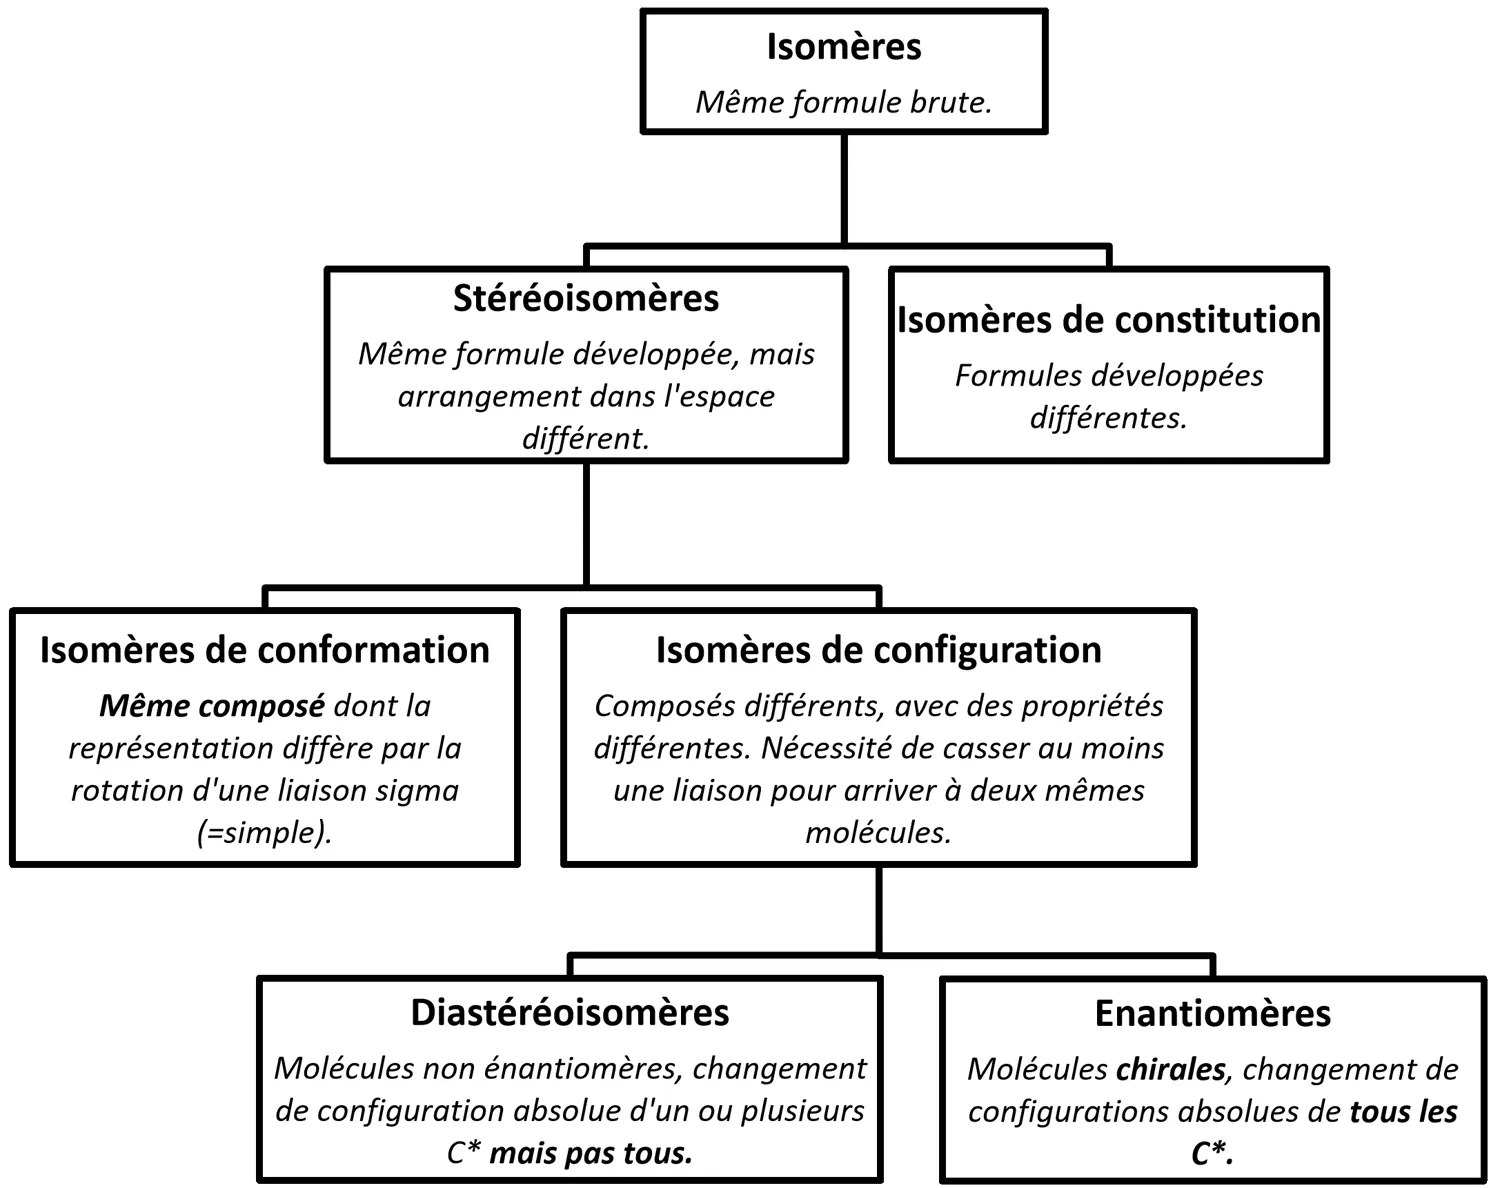 Isomères
Même formule brute.
Stéréoisomères
Même formule développée, mais
arrangement dans l'espace
différent.
Isomères de constitution
Formules développées
différentes.
Isomères de conformation
Même composé dont la
représentation diffère par la
rotation d'une liaison sigma
(=simple).
Isomères de configuration
Composés différents, avec des propriétés
différentes. Nécessité de casser au moins
une liaison pour arriver à deux mêmes
molécules.
Diastéréoisomères
Molécules non énantiomères, changement
de configuration absolue d'un ou plusieurs
C* mais pas tous.
Enantiomères
Molécules chirales, changement de
configurations absolues de tous les
C*.